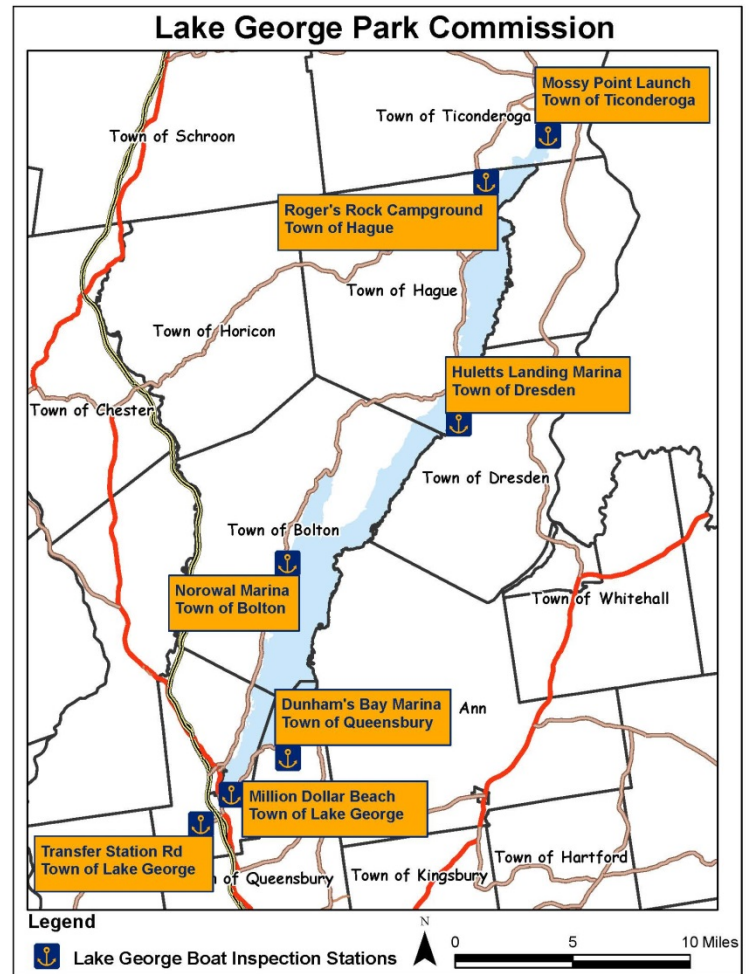 Lake George Park Commission
Mossy Point Launch
Town of Ticonderoga
Town of Ticonderoga
Town of Schroon
Roger's Rock Campground
Town of Hague
Town of Hague
Town of Horicon
Huletts Landing Marina
Town of Dresden
Town of Chester
Town of Dresden
Town of Bolton
Norowal Marina
Town of Bolton
Town of Whitehall
Dunham's Bay Marina
Town of Queensbury
Ann
Million Dollar Beach
Town of Lake George
Transfer Station Rd
Town of Lake George
Town of Hartford
of Queensbury
Town of Kingsbury
Legend
Lake George Boat Inspection Stations
N
0 5 10 Miles